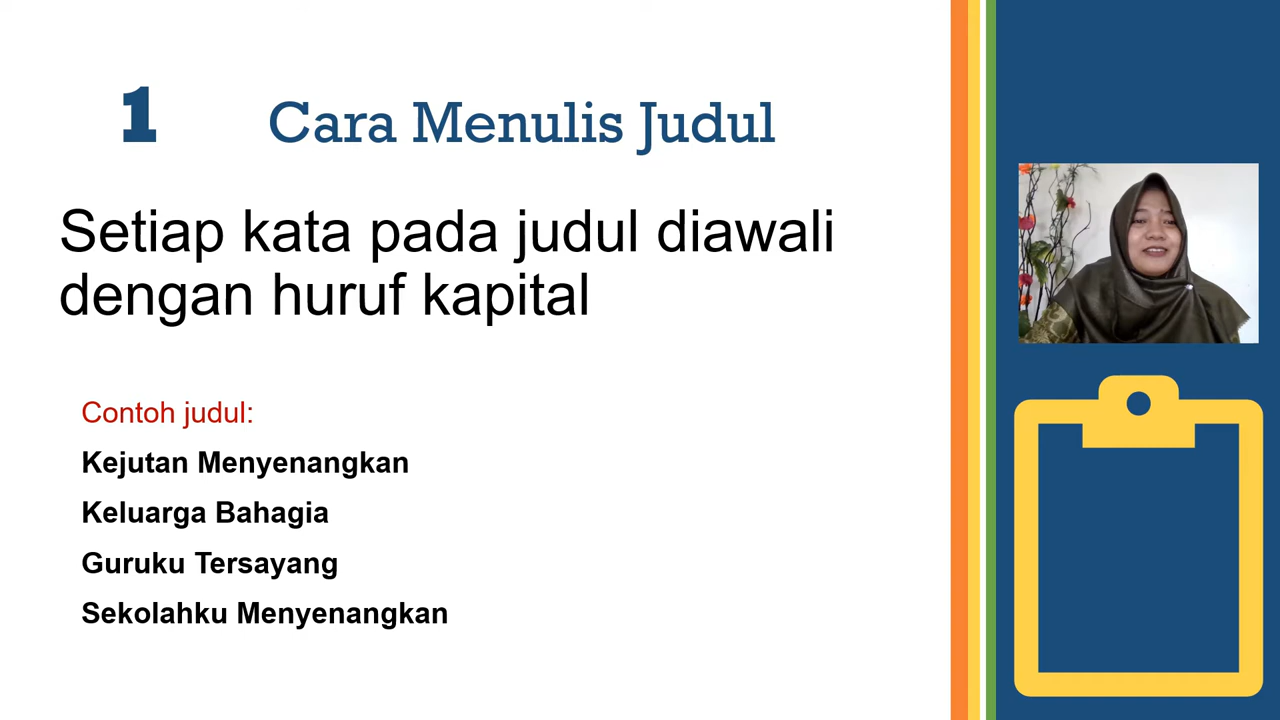 1 Cara Menulis Judul
Setiap kata pada judul diawali
dengan huruf kapital
Contoh judul:
Kejutan Menyenangkan
Keluarga Bahagia
Guruku Tersayang
Sekolahku Menyenangkan